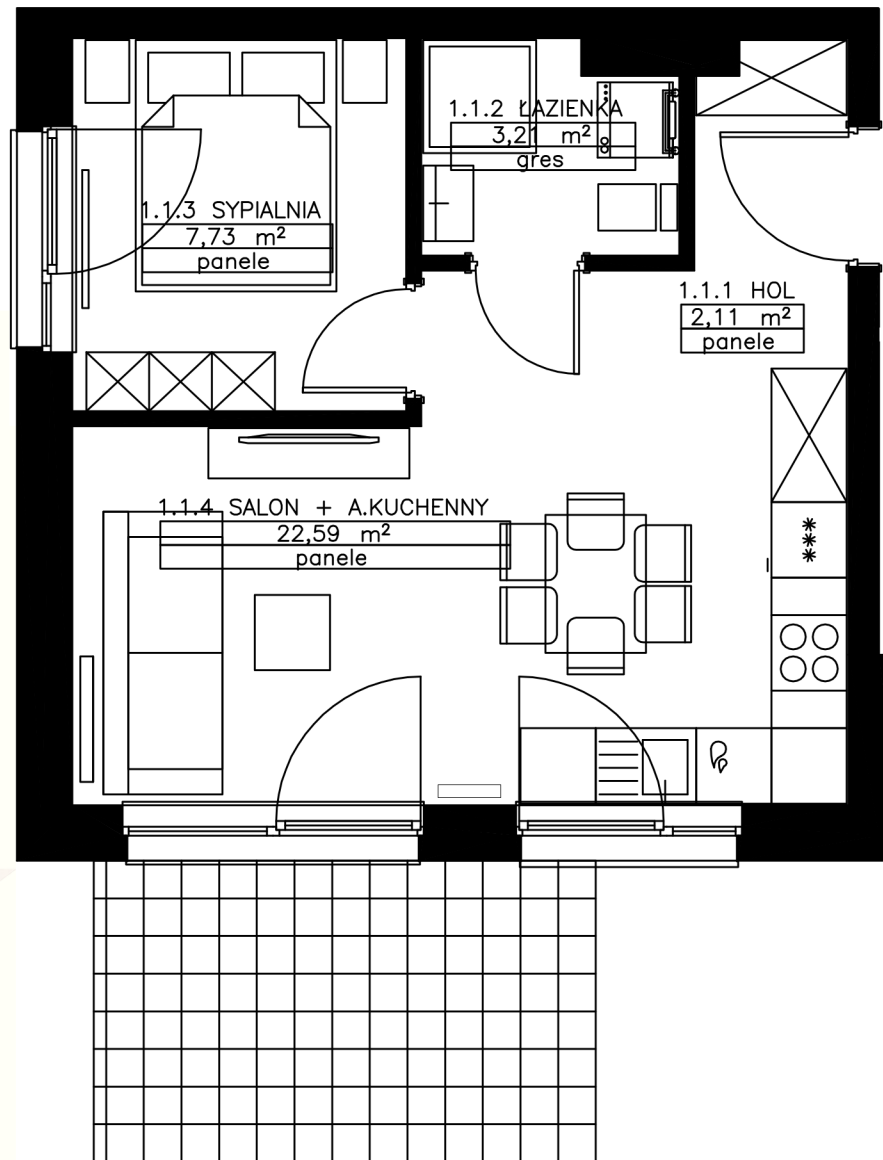 1.1.2 ŁAZIENKA
3,21 m²
gres
1.1.3 SYPIALNIA
7,73 m²
panele
1.1.1 HOL
2,11 m²
panele
1.1.4 SALON + A.KUCHENNY
22,59 m²
panele